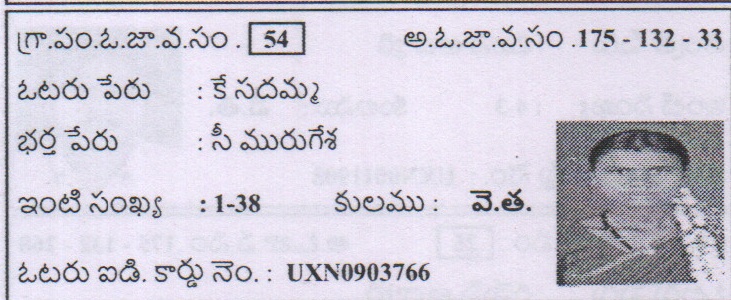 గ్రా.పం.ఓ.జా.వ.సం . 54 అ.ఓ.జా.వ.సం .175 - 132 - 33
ఓటరు పేరు : కే సదమ్మ
భర్త పేరు : సీ మురుగేశ
ఇంటి సంఖ్య : 1-38 కులము : వె.త.
ఓటరు ఐడి. కార్డు నెం. : UXN0903766